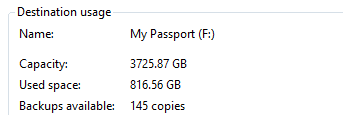 Destination usage
Name: My Passport (F:)
Capacity: 3725.87 GB
Used space: 816.56 GB
Backups available: 145 copies